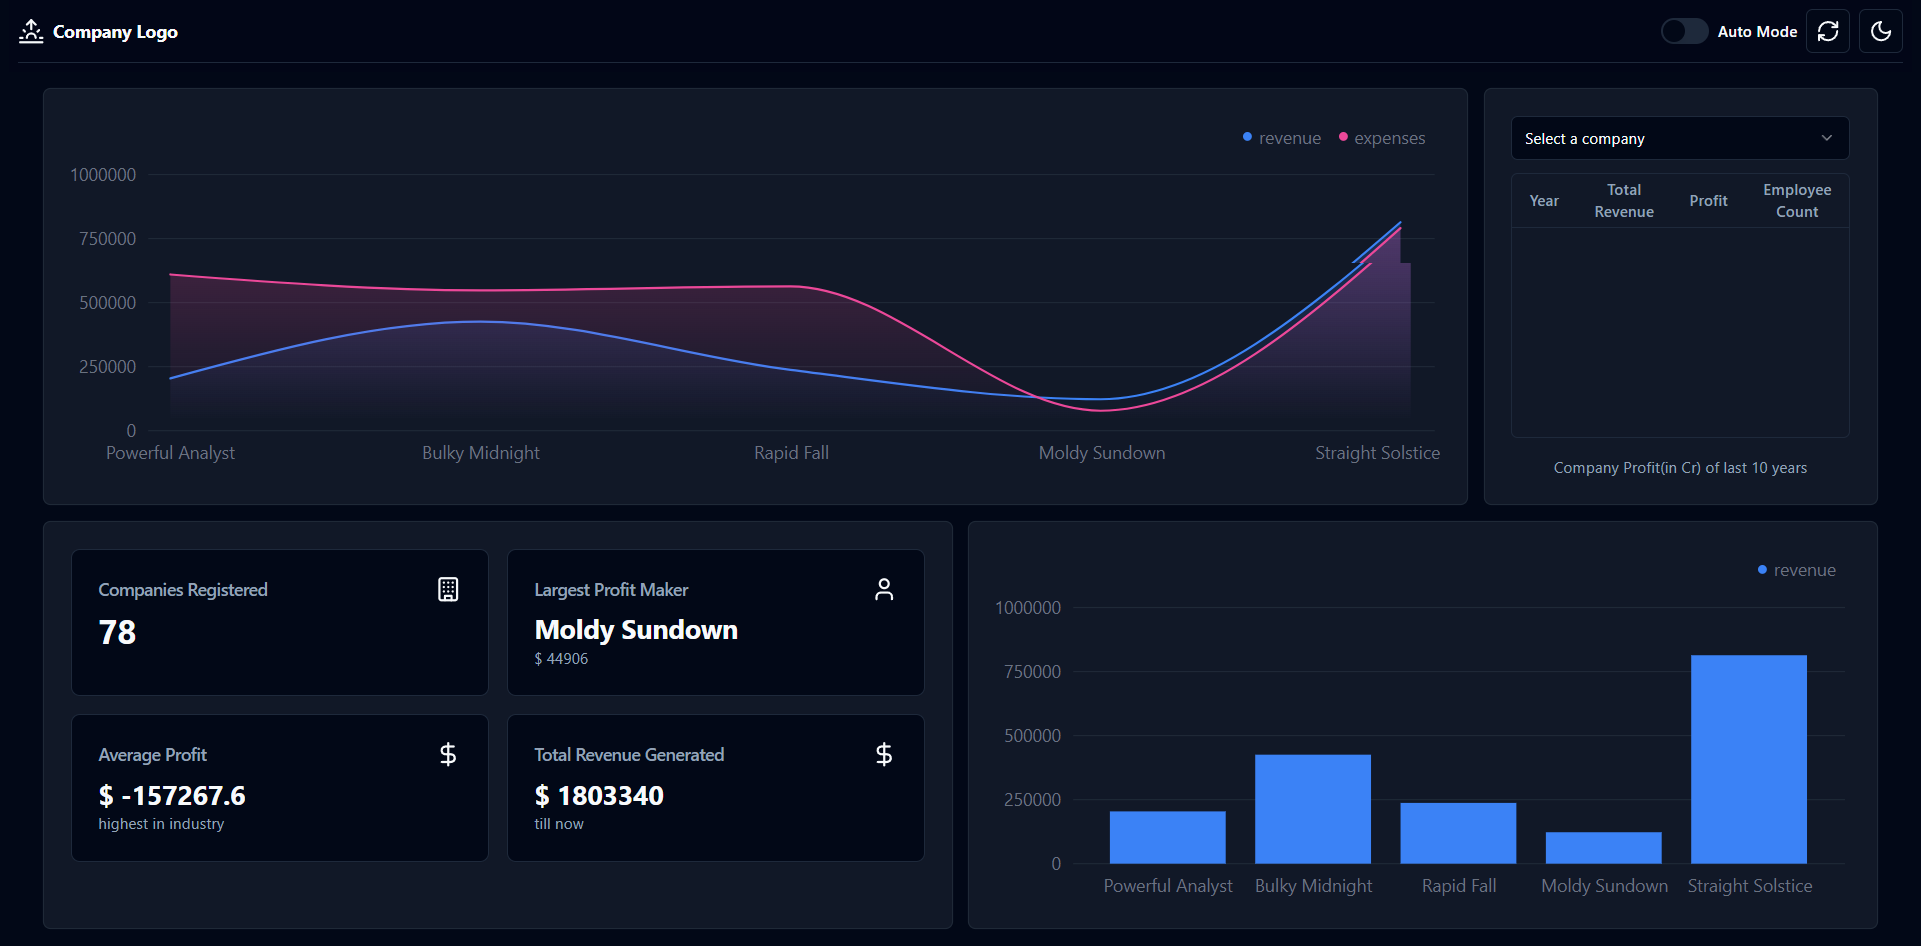 Company Logo
Auto Mode
revenue
expenses
1000000
750000
500000
250000
0
Powerful Analyst
Bulky Midnight
Rapid Fall
Moldy Sundown
Straight Solstice
Select a company
Year
Total
Revenue
Profit
Employee
Count
Company Profit(in Cr) of last 10 years
Companies Registered
78
Largest Profit Maker
Moldy Sundown
$ 44906
Average Profit
$ -157267.6
highest in industry
Total Revenue Generated
$ 1803340
till now
revenue
1000000
750000
500000
250000
0
Powerful Analyst
Bulky Midnight
Rapid Fall
Moldy Sundown
Straight Solstice